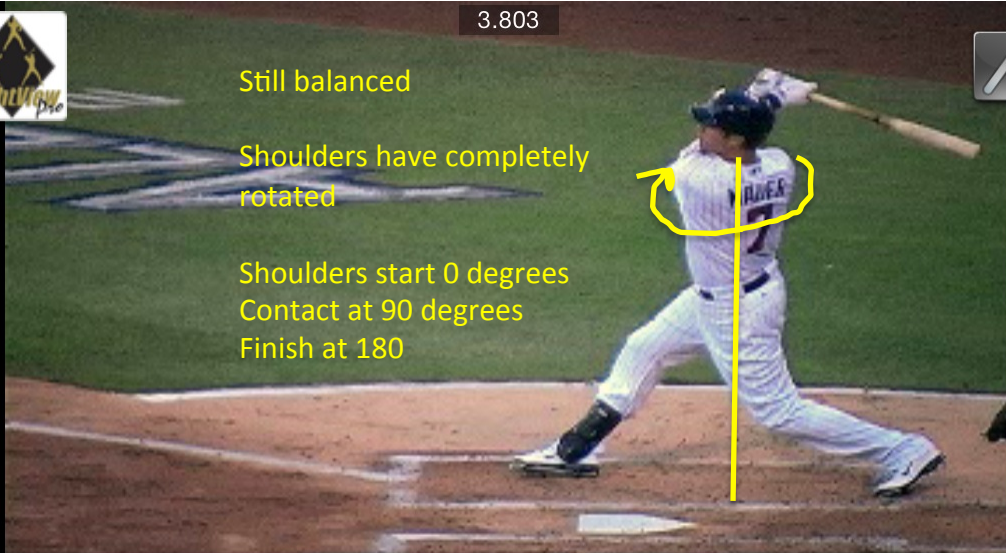 3.803
Still balanced
Shoulders have completely
rotated
Shoulders start 0 degrees
Contact at 90 degrees
Finish at 180
Pro
7